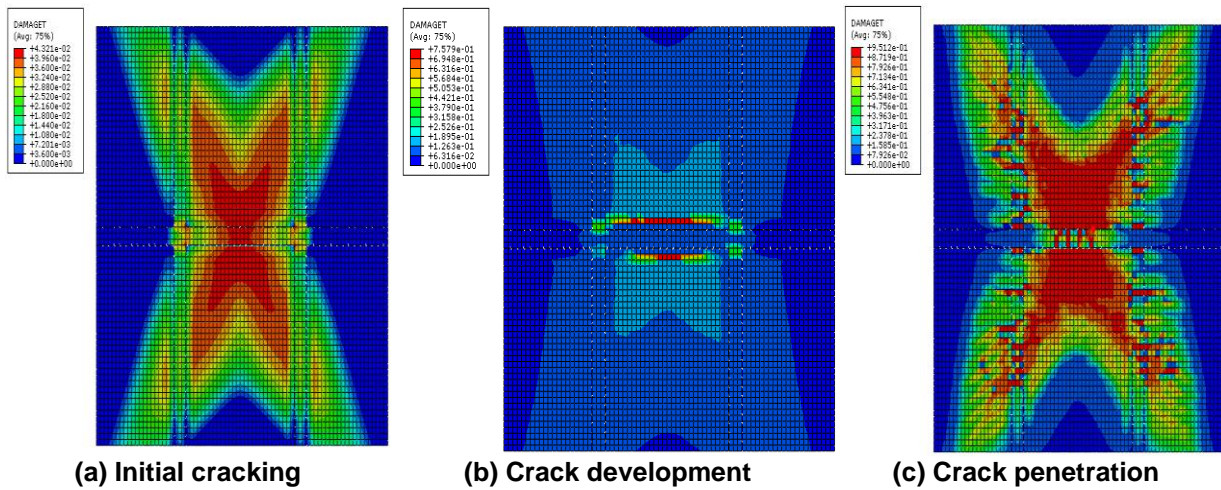 DAMAGET
(Avg: 75%)
+4.321e-02
+3.960e-02
+3.600e-02
+3.240e-02
+2.880e-02
+2.520e-02
+2.160e-02
+1.800e-02
+1.440e-02
+1.080e-02
+7.201e-03
+3.600e-03
+0.000e+00
DAMAGET
(Avg: 75%)
+7.579e-01
+6.948e-01
+6.316e-01
+5.684e-01
+5.053e-01
+4.421e-01
+3.790e-01
+3.158e-01
+2.526e-01
+1.895e-01
+1.263e-01
+6.316e-02
+0.000e+00
DAMAGET
(Avg: 75%)
+9.512e-01
+8.719e-01
+7.926e-01
+7.134e-01
+6.341e-01
+5.548e-01
+4.756e-01
+3.963e-01
+3.171e-01
+2.378e-01
+1.585e-01
+7.926e-02
+0.000e+00
(a) Initial cracking
(b) Crack development
(c) Crack penetration